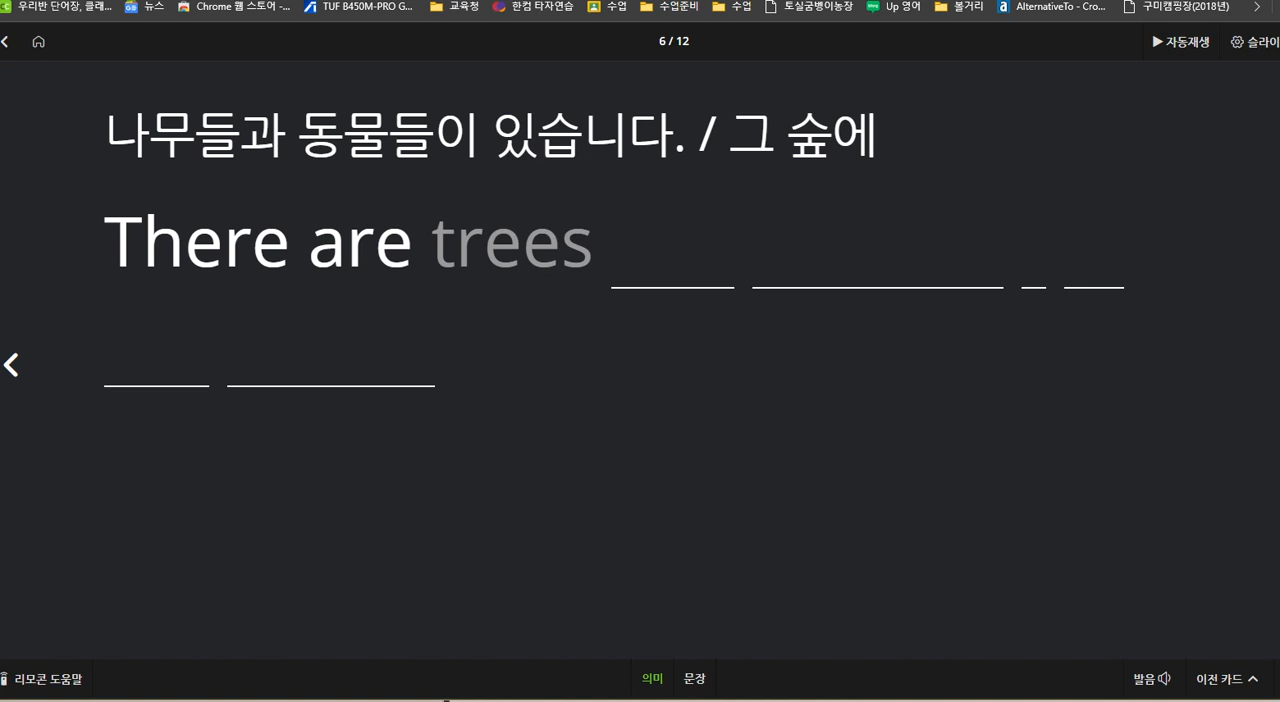 우리반 단어장, 클래... 뉴스 Chrome 웹 스토어 -... TUF B450M-PRO G... 교육청 한컴 타자연습 수업 수업준비 수업 토실굼벵이농장 Up 영어 볼거리 AlternativeTo - Cro... 구미캠핑장(2018년)
6 / 12 자동재생 슬라이
나무들과 동물들이 있습니다. / 그 숲에
There are trees
리모콘 도움말 의미 문장 발음 이전 카드